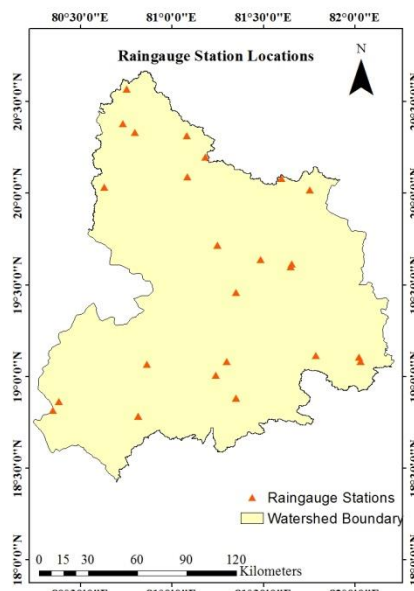 80°30'0"E 81°0'0"E 81°30'0"E 82°0'0"E
Raingauge Station Locations
N
20°30'0"N
20°0'0"N
19°30'0"N
19°0'0"N
18°30'0"N
18°0'0"N
Raingauge Stations
Watershed Boundary
0 15 30 60 90 120
Kilometers